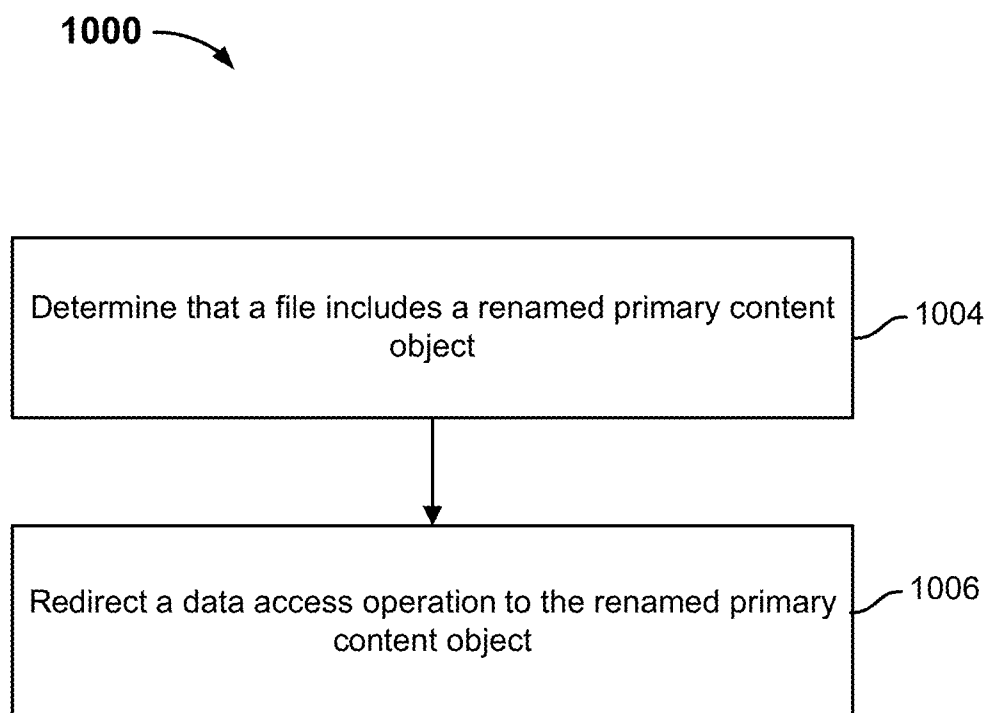 1000
Determine that a file includes a renamed primary content
object
1004
Redirect a data access operation to the renamed primary
content object
1006